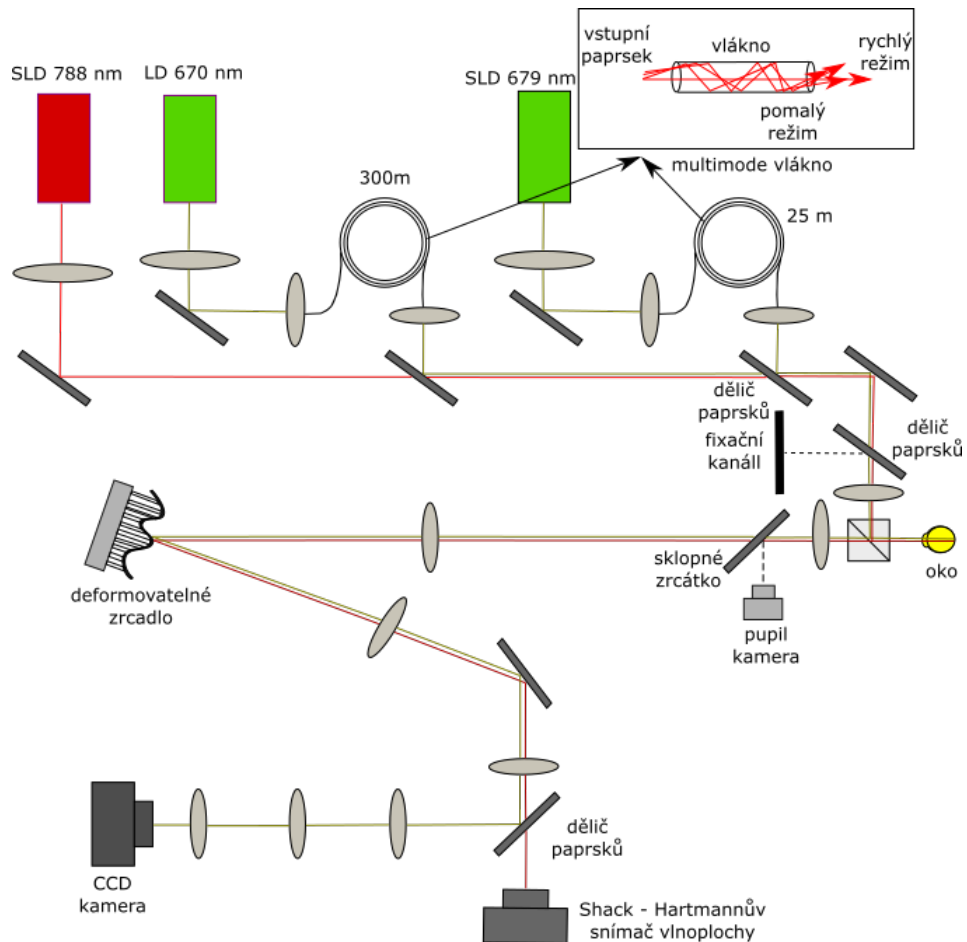 SLD 788 nm
LD 670 nm
SLD 679 nm
vstupní
paprsek
vlákno
rychlý
režim
pomalý
režim
multimode vlákno
300m
25 m
dělič
paprsků
fixační
kanáll
dělič
paprsků
deformovatelné
zrcadlo
sklopné
zrcátko
oko
pupil
kamera
CCD
kamera
dělič
paprsků
Shack - Hartmannův
snímač vlnoplochy